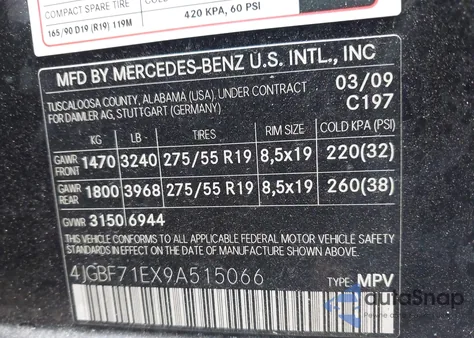 COMPACT SPARE TIRE
165/90 D19 (R19) 119M
420 KPA, 60 PSI
MFD BY MERCEDES-BENZ U.S. INTL., INC
TUSCALOOSA COUNTY, ALABAMA (USA), UNDER CONTRACT 03/09
FOR DAIMLER AG, STUTTGART (GERMANY) C197
KG LB TIRES RIM SIZE COLD KPA (PSI)
GAWR FRONT 1470 3240 275/55 R19 8,5x19 220(32)
GAWR REAR 1800 3968 275/55 R19 8,5x19 260(38)
GVWR 3150 6944
THIS VEHICLE CONFORMS TO ALL APPLICABLE FEDERAL MOTOR VEHICLE SAFETY
STANDARDS IN EFFECT ON THE DATE OF MANUFACTURE SHOWN ABOVE.
4JGBF71EX9A515066 TYPE: MPV
autoSnap